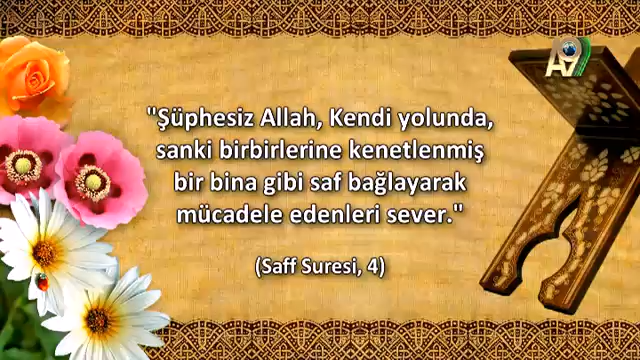 A9
"Şüphesiz Allah, Kendi yolunda,
sanki birbirlerine kenetlenmiş
bir bina gibi saf bağlayarak
mücadele edenleri sever."
(Saff Suresi, 4)